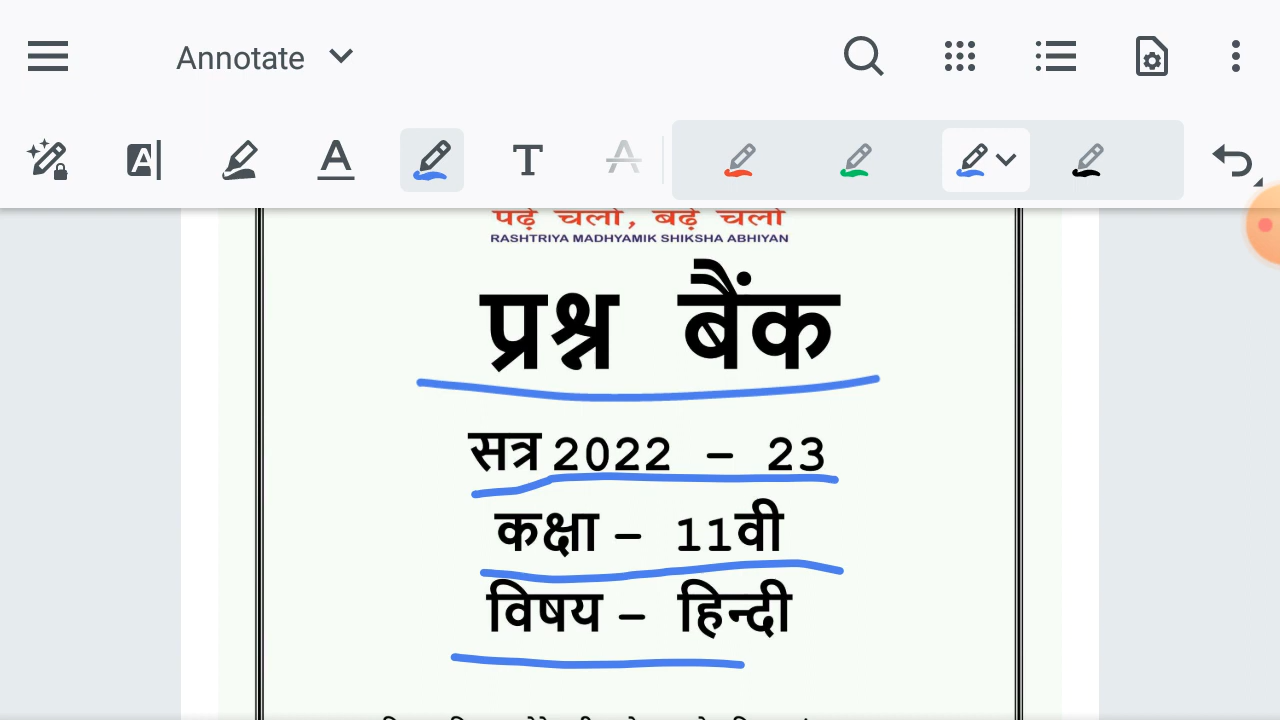 Annotate
पढ़े चलो, बढ़े चलो
RASHTRIYA MADHYAMIK SHIKSHA ABHIYAN
प्रश्न बैंक
सत्र 2022 – 23
कक्षा – 11वी
विषय – हिन्दी